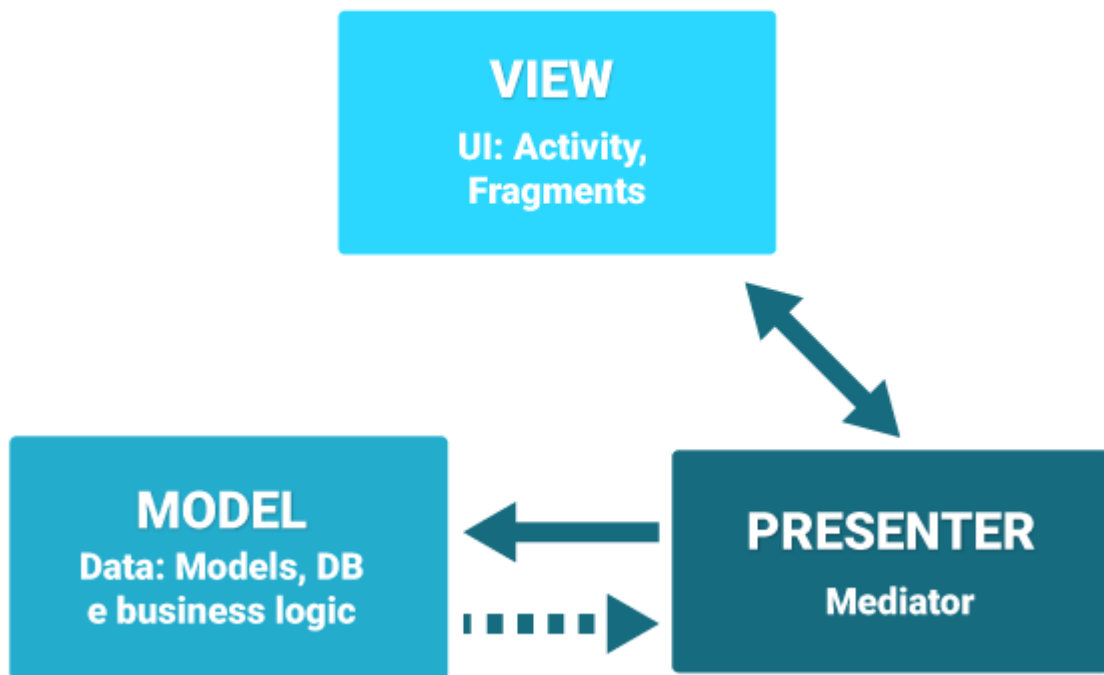 VIEW
UI: Activity,
Fragments
MODEL
Data: Models, DB
e business logic
PRESENTER
Mediator